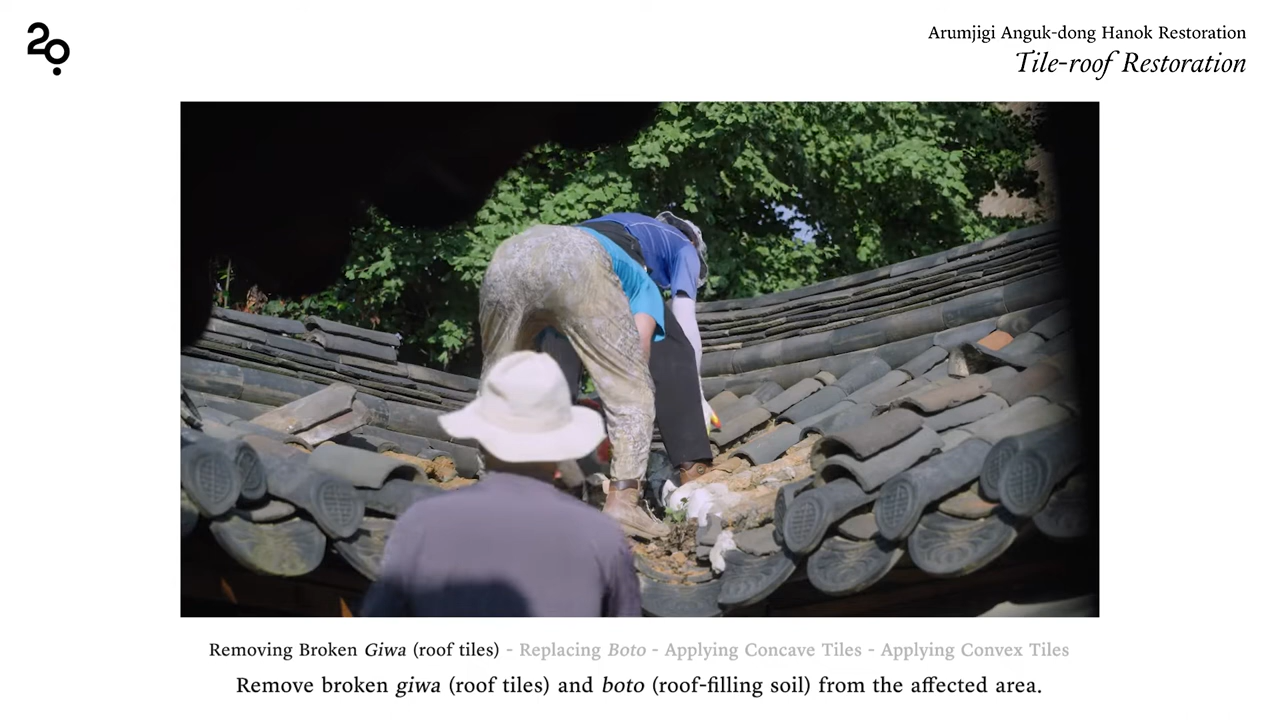 20
Arumjigi Anguk-dong Hanok Restoration
Tile-roof Restoration
Removing Broken Giwa (roof tiles) - Replacing Boto - Applying Concave Tiles - Applying Convex Tiles
Remove broken giwa (roof tiles) and boto (roof-filling soil) from the affected area.